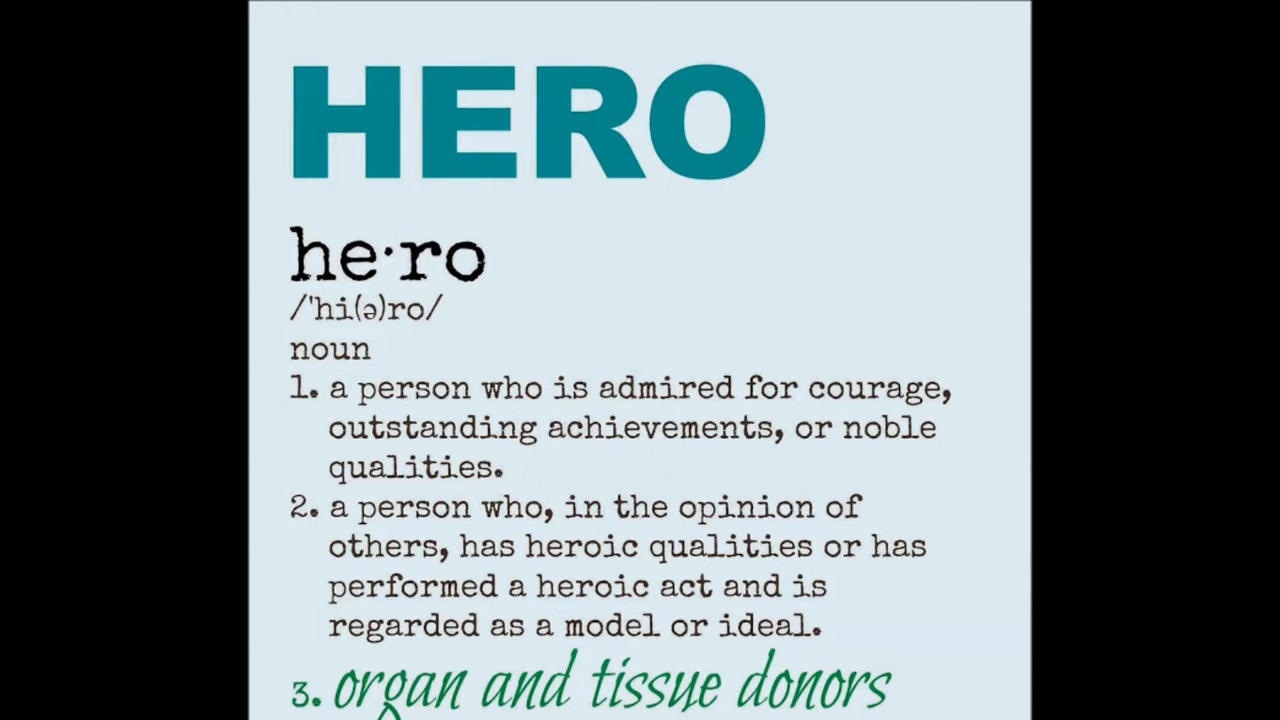 HERO
he·ro
/'hi(ə)ro/
noun
1. a person who is admired for courage,
outstanding achievements, or noble
qualities.
2. a person who, in the opinion of
others, has heroic qualities or has
performed a heroic act and is
regarded as a model or ideal.
3. organ and tissue donors